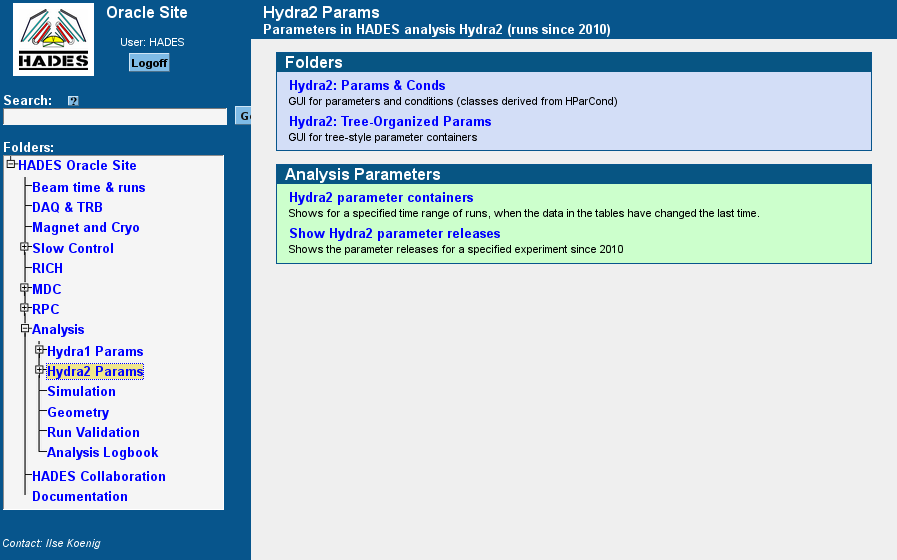 HADES
Oracle Site
User: HADES
Logoff
Search: ?
Folders:
HADES Oracle Site
Beam time & runs
DAQ & TRB
Magnet and Cryo
Slow Control
RICH
MDC
RPC
Analysis
Hydra1 Params
Hydra2 Params
Simulation
Geometry
Run Validation
Analysis Logbook
HADES Collaboration
Documentation
Contact: Ilse Koenig
Hydra2 Params
Parameters in HADES analysis Hydra2 (runs since 2010)
Folders
Hydra2: Params & Conds
GUI for parameters and conditions (classes derived from HParCond)
Hydra2: Tree-Organized Params
GUI for tree-style parameter containers
Analysis Parameters
Hydra2 parameter containers
Shows for a specified time range of runs, when the data in the tables have changed the last time.
Show Hydra2 parameter releases
Shows the parameter releases for a specified experiment since 2010